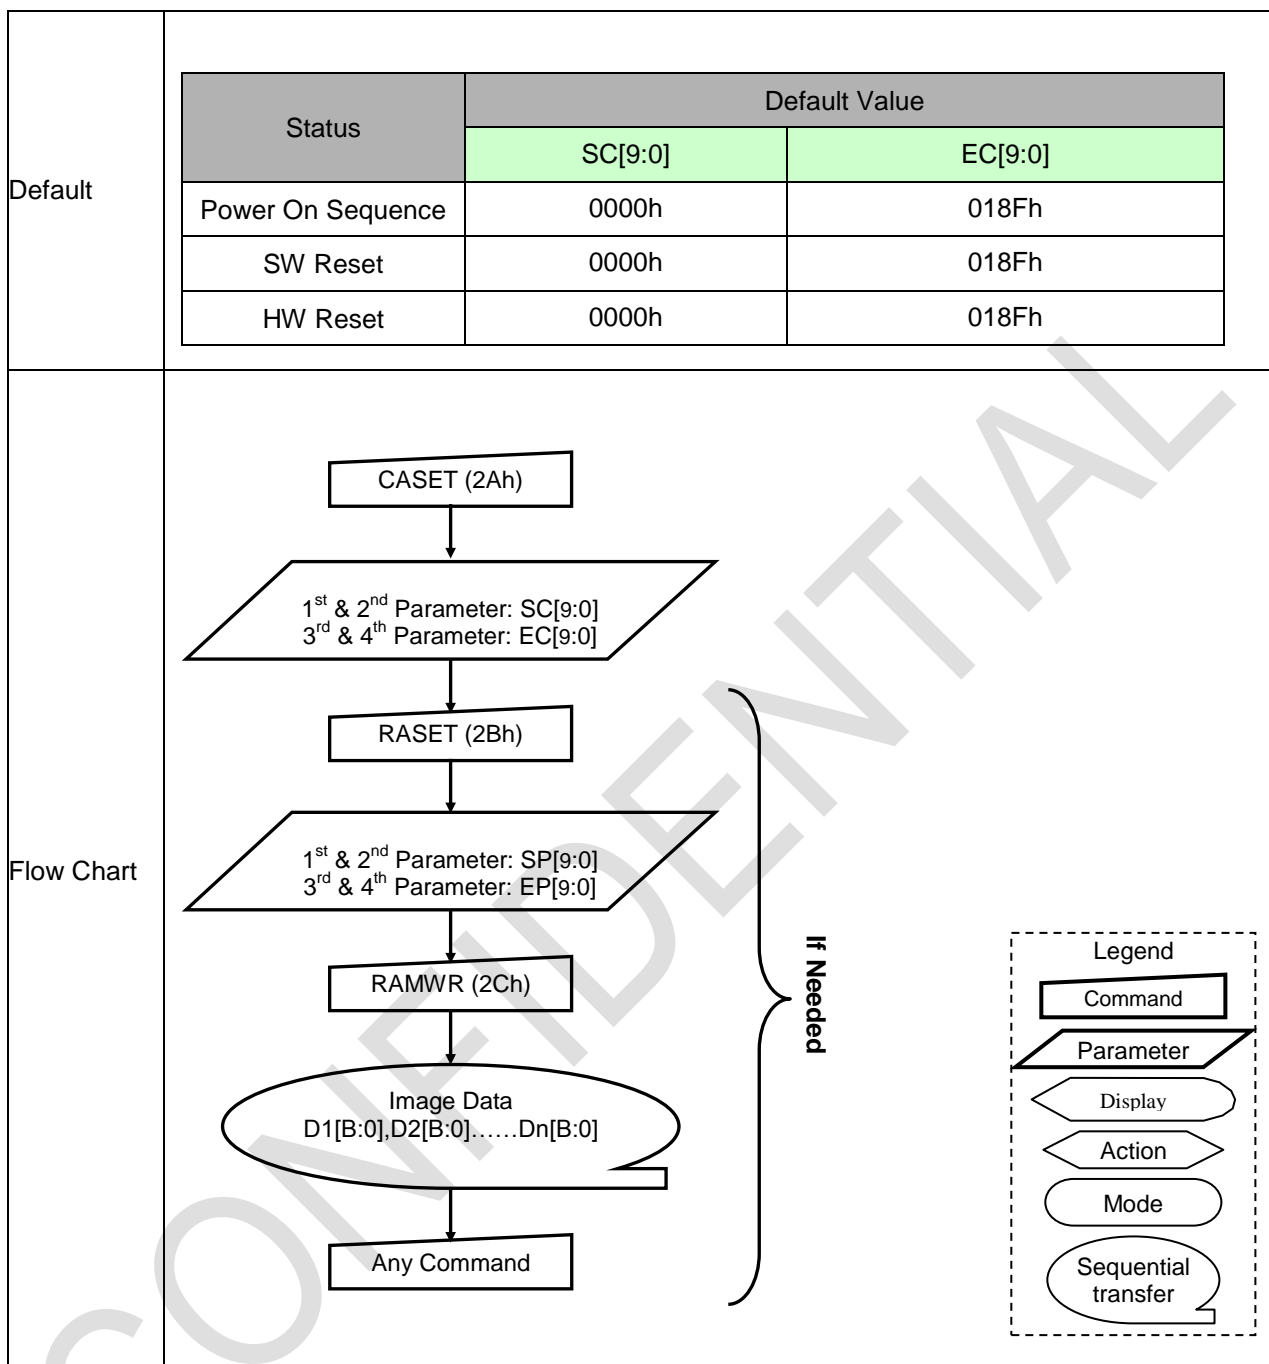 Default
Status
Default Value
SC[9:0]
EC[9:0]
Power On Sequence
0000h
018Fh
SW Reset
0000h
018Fh
HW Reset
0000h
018Fh
Flow Chart
CASET (2Ah)
1st & 2nd Parameter: SC[9:0]
3rd & 4th Parameter: EC[9:0]
RASET (2Bh)
1st & 2nd Parameter: SP[9:0]
3rd & 4th Parameter: EP[9:0]
RAMWR (2Ch)
Image Data
D1[B:0],D2[B:0]……Dn[B:0]
Any Command
If Needed
Legend
Command
Parameter
Display
Action
Mode
Sequential
transfer
CONFIDENTIAL